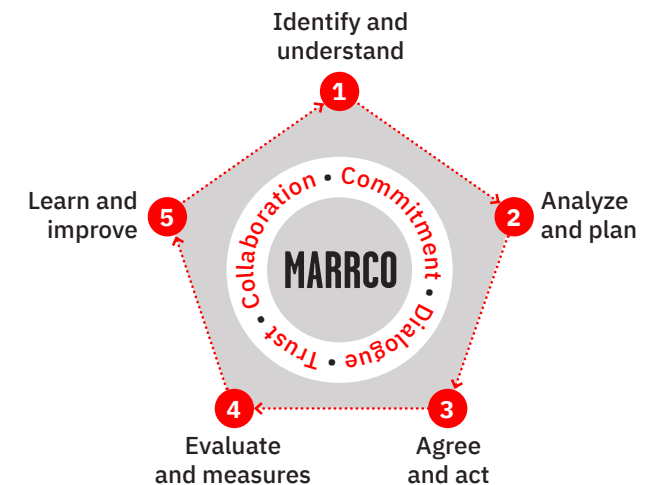 Identify and
understand
1
Analyze
and plan
2
Agree
and act
3
Evaluate
and measures
4
Learn and
improve
5
Commitment • Dialogue • Trust • Collaboration •
MARRCO